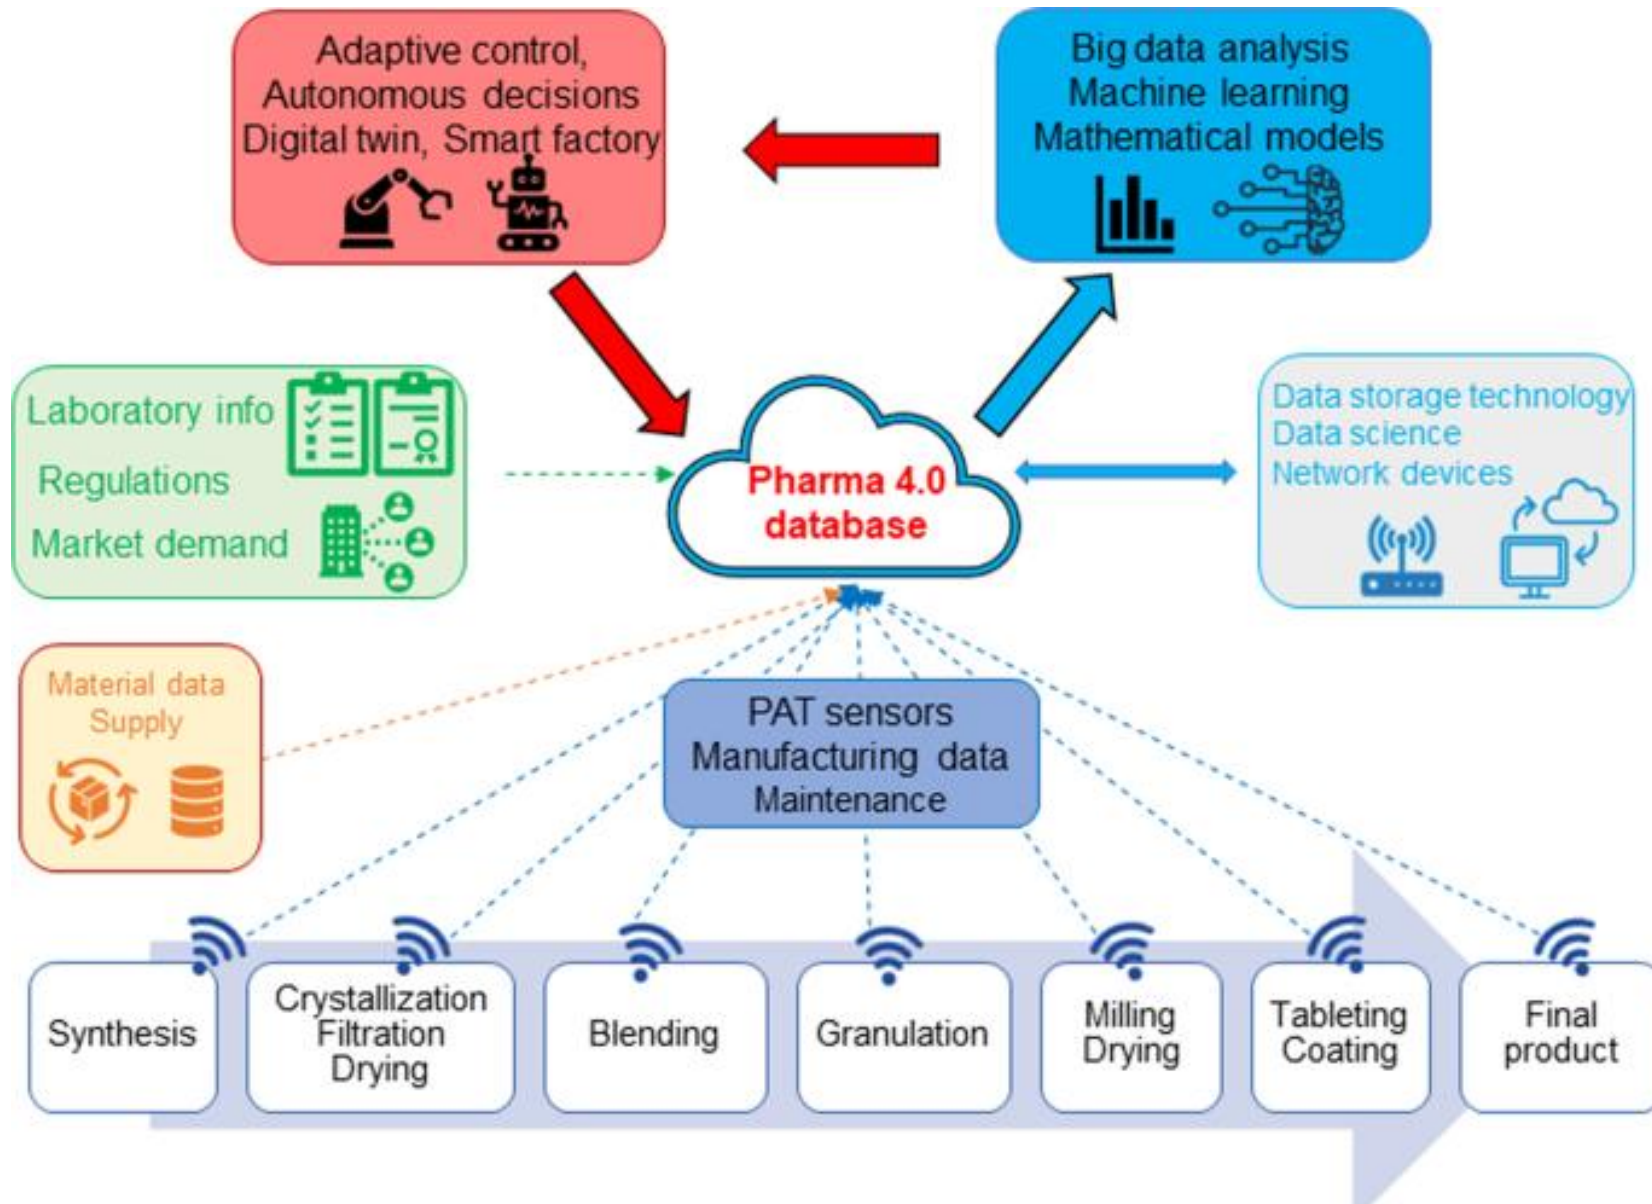 Adaptive control,
Autonomous decisions
Digital twin, Smart factory
Big data analysis
Machine learning
Mathematical models
Laboratory info
Regulations
Market demand
Pharma 4.0
database
Data storage technology
Data science
Network devices
Material data
Supply
PAT sensors
Manufacturing data
Maintenance
Synthesis
Crystallization
Filtration
Drying
Blending
Granulation
Milling
Drying
Tableting
Coating
Final
product